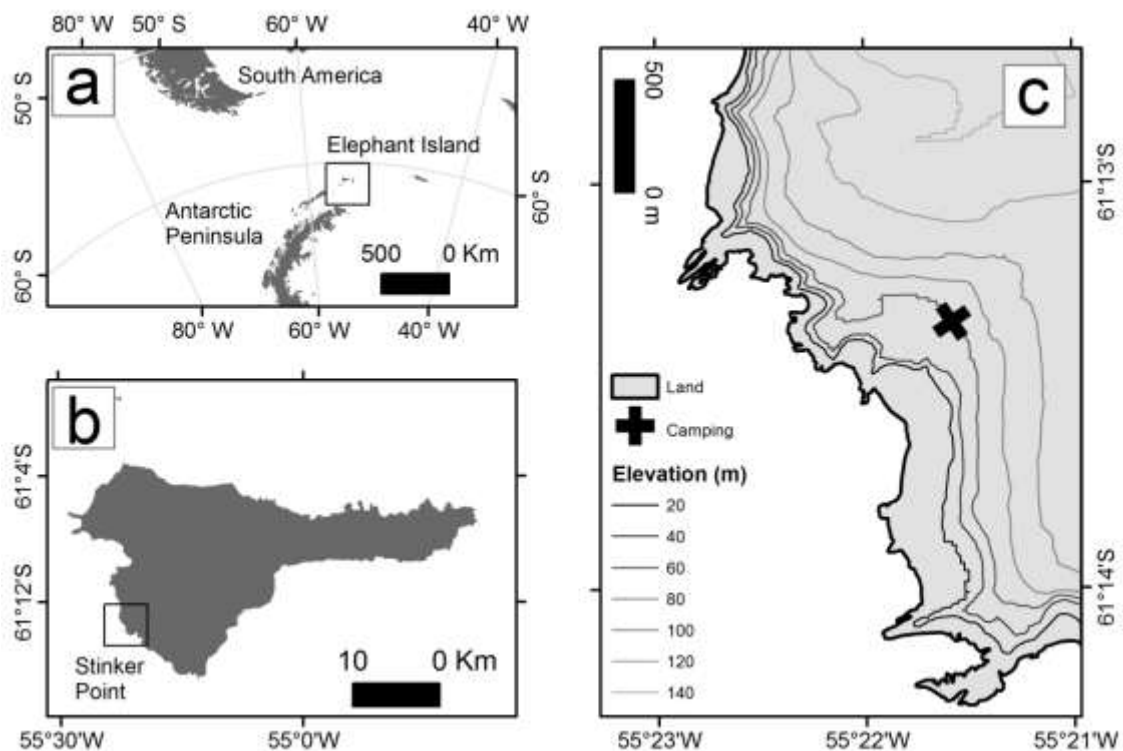 80° W
50° S
60° W
40° W
a
South America
50° S
Elephant Island
Antarctic
Peninsula
60° S
500
0 Km
60° S
80° W
60° W
40° W
b
61°4'S
61°12'S
Stinker
Point
10
0 Km
55°30'W
55°0'W
c
500
0 m
61°13'S
Land
Camping
Elevation (m)
20
40
60
80
100
120
140
61°14'S
55°23'W
55°22'W
55°21'W